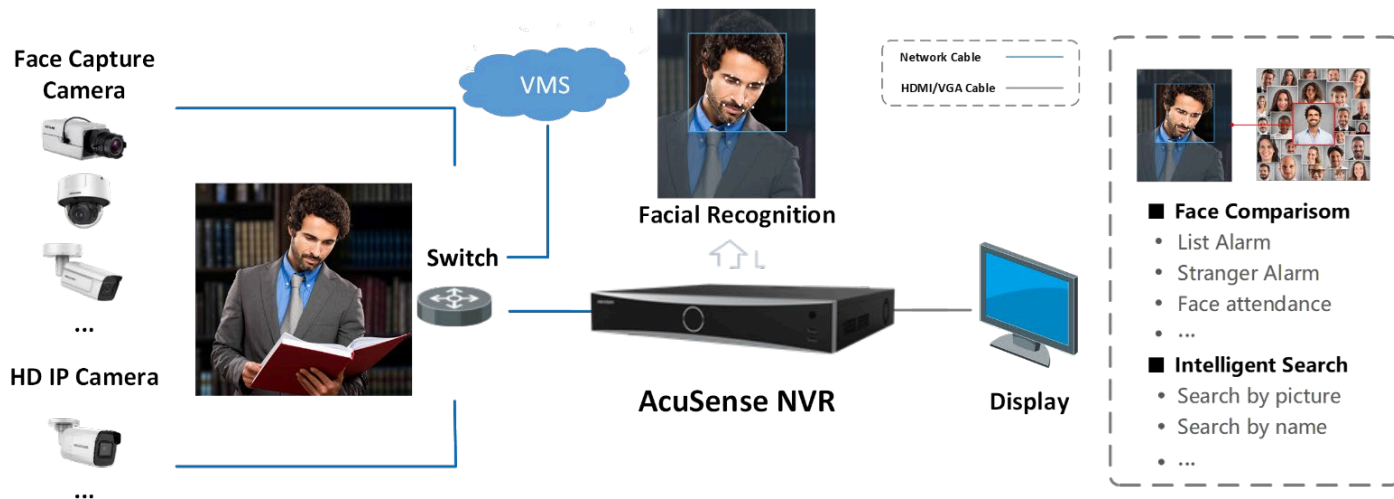 Face Capture
Camera
...
HD IP Camera
...
VMS
Switch
Facial Recognition
AcuSense NVR
Display
Network Cable
HDMI/VGA Cable
■ Face Comparisom
• List Alarm
• Stranger Alarm
• Face attendance
• ...
■ Intelligent Search
• Search by picture
• Search by name
• ...